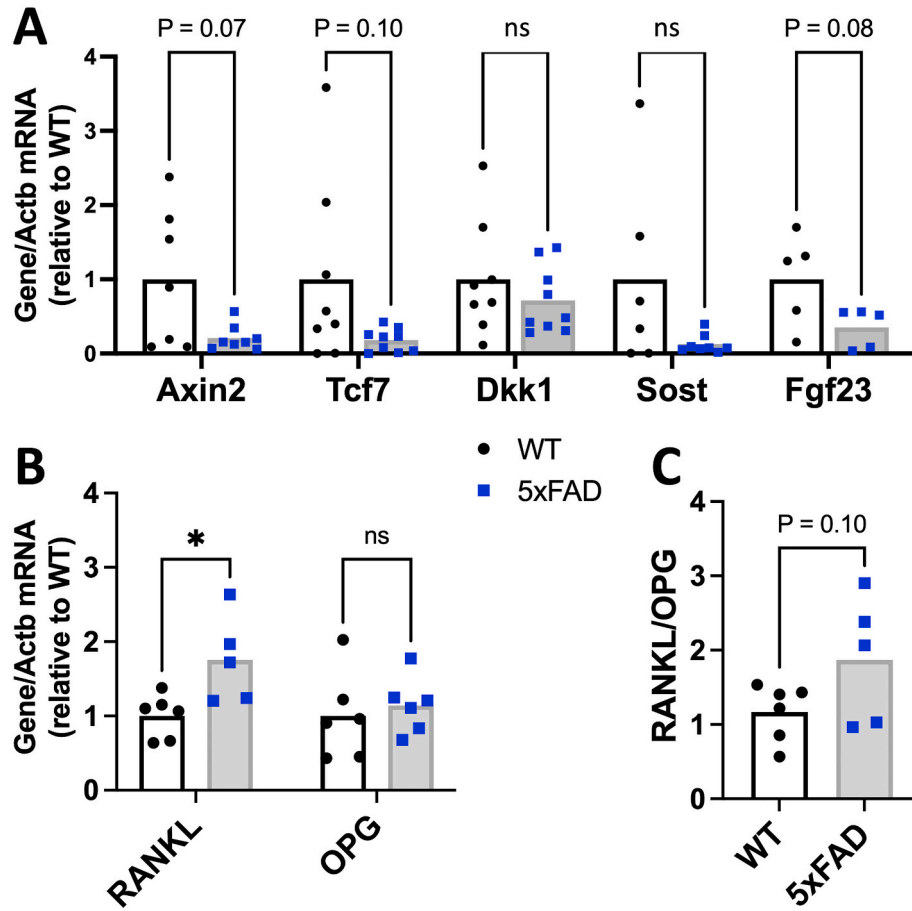 A
P = 0.07 P = 0.10 ns ns P = 0.08
Gene/Actb mRNA
(relative to WT)
4
3
2
1
0
Axin2 Tcf7 Dkk1 Sost Fgf23
WT
5xFAD
B
Gene/Actb mRNA
(relative to WT)
4
3
2
1
0
* ns
RANKL OPG
C
RANKL/OPG
4
3
2
1
0
P = 0.10
WT 5xFAD